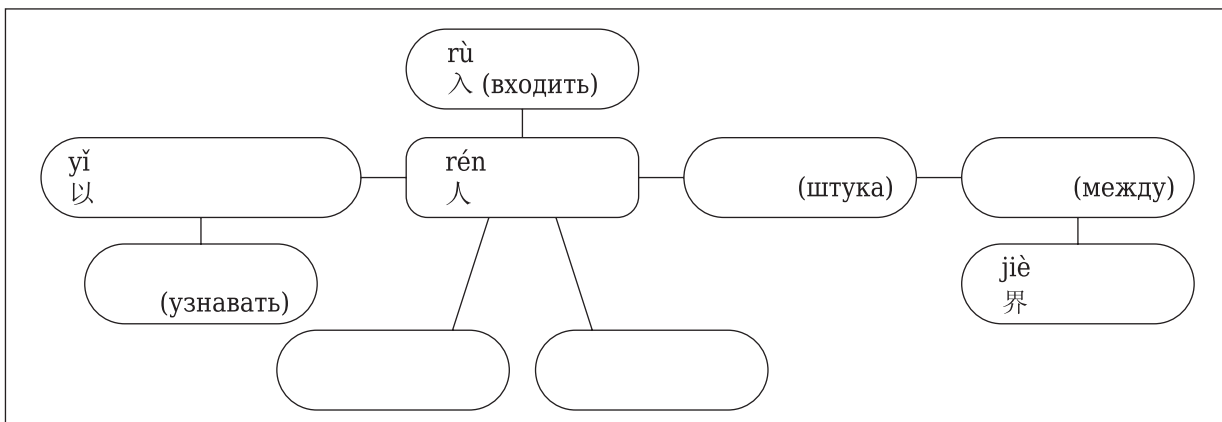 rù
入 (входить)
yǐ
以
rén
人
(штука)
(между)
(узнавать)
jiè
界